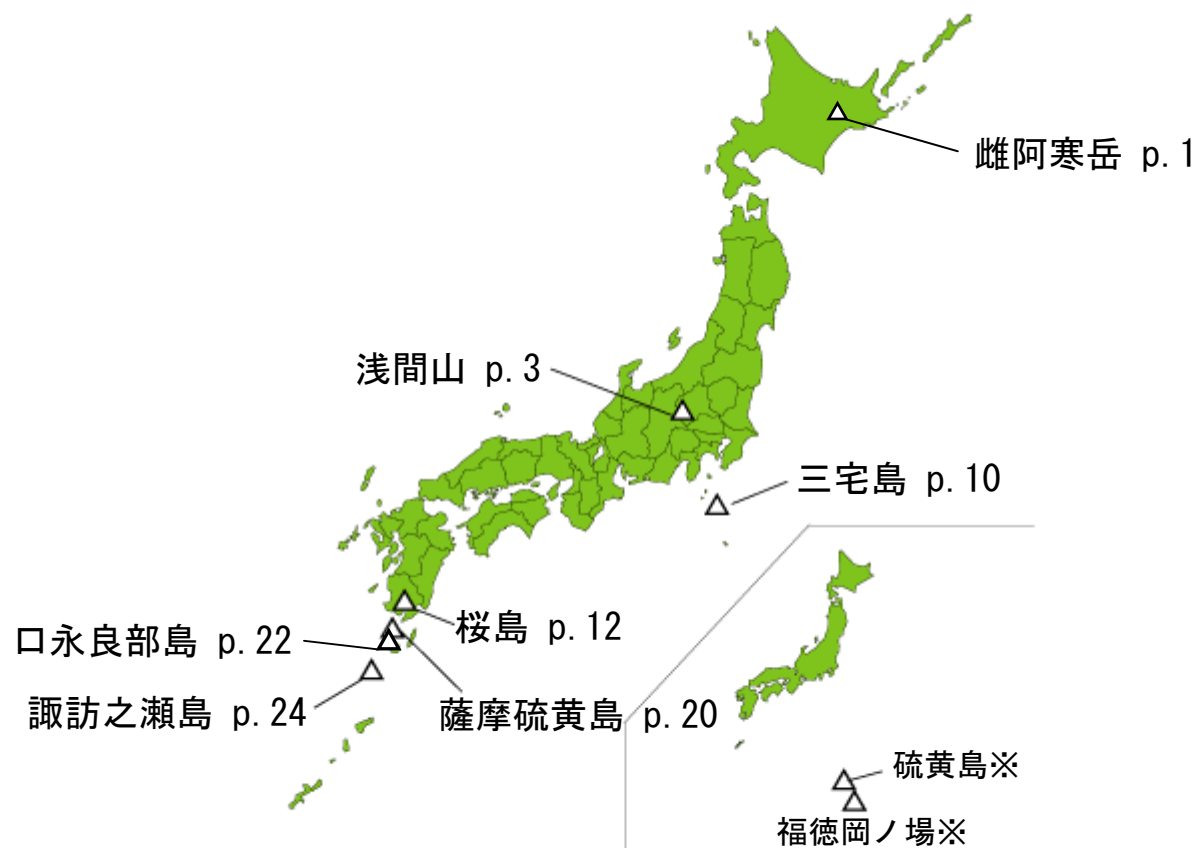 雌阿寒岳 p.1
浅間山 p.3
三宅島 p.10
桜島 p.12
口永良部島 p.22
諏訪之瀬島 p.24
薩摩硫黄島 p.20
硫黄島※
福徳岡ノ場※